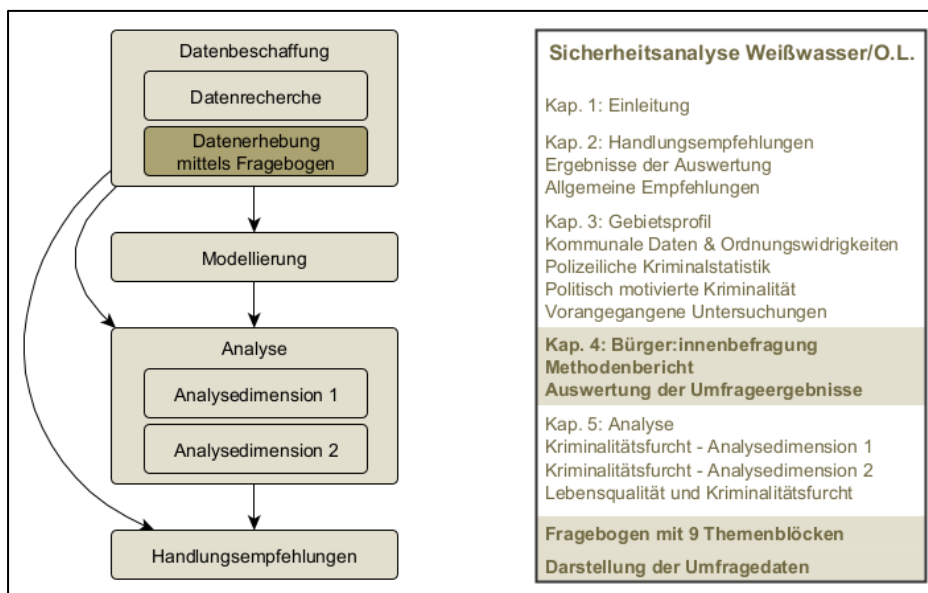 Datenbeschaffung
Datenrecherche
Datenerhebung
mittels Fragebogen
Modellierung
Analyse
Analysedimension 1
Analysedimension 2
Handlungsempfehlungen
Sicherheitsanalyse Weißwasser/O.L.
Kap. 1: Einleitung
Kap. 2: Handlungsempfehlungen
Ergebnisse der Auswertung
Allgemeine Empfehlungen
Kap. 3: Gebietsprofil
Kommunale Daten & Ordnungswidrigkeiten
Polizeiliche Kriminalstatistik
Politisch motivierte Kriminalität
Vorangegangene Untersuchungen
Kap. 4: Bürger:innenbefragung
Methodenbericht
Auswertung der Umfrageergebnisse
Kap. 5: Analyse
Kriminalitätsfurcht - Analysedimension 1
Kriminalitätsfurcht - Analysedimension 2
Lebensqualität und Kriminalitätsfurcht
Fragebogen mit 9 Themenblöcken
Darstellung der Umfragedaten